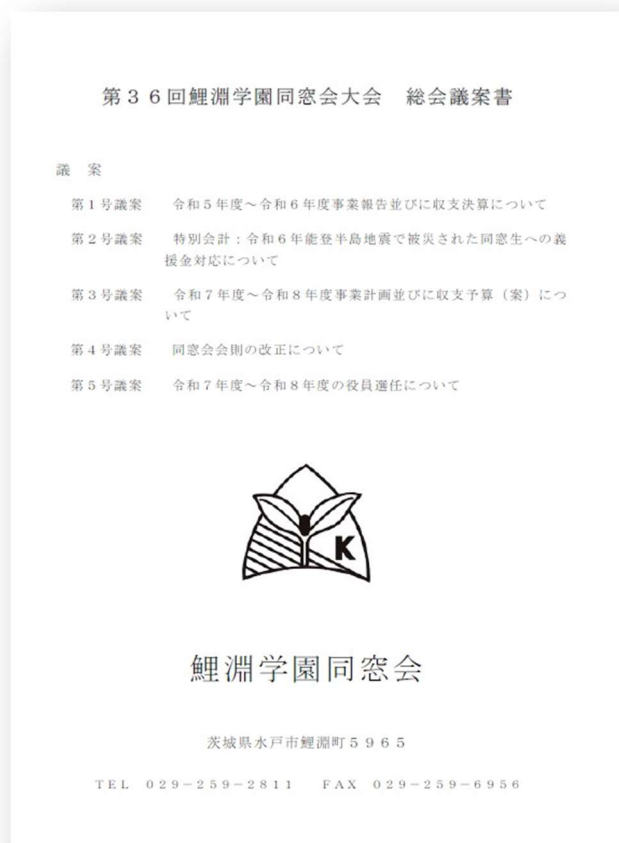 第３６回鯉淵学園同窓会大会　総会議案書
議　案
第１号議案　令和５年度～令和６年度事業報告並びに収支決算について
第２号議案　特別会計：令和６年能登半島地震で被災された同窓生への義
援金対応について
第３号議案　令和７年度～令和８年度事業計画並びに収支予算（案）につ
いて
第４号議案　同窓会会則の改正について
第５号議案　令和７年度～令和８年度の役員選任について
K
鯉淵学園同窓会
茨城県水戸市鯉淵町５９６５
ＴＥＬ　０２９－２５９－２８１１　ＦＡＸ　０２９－２５９－６９５６